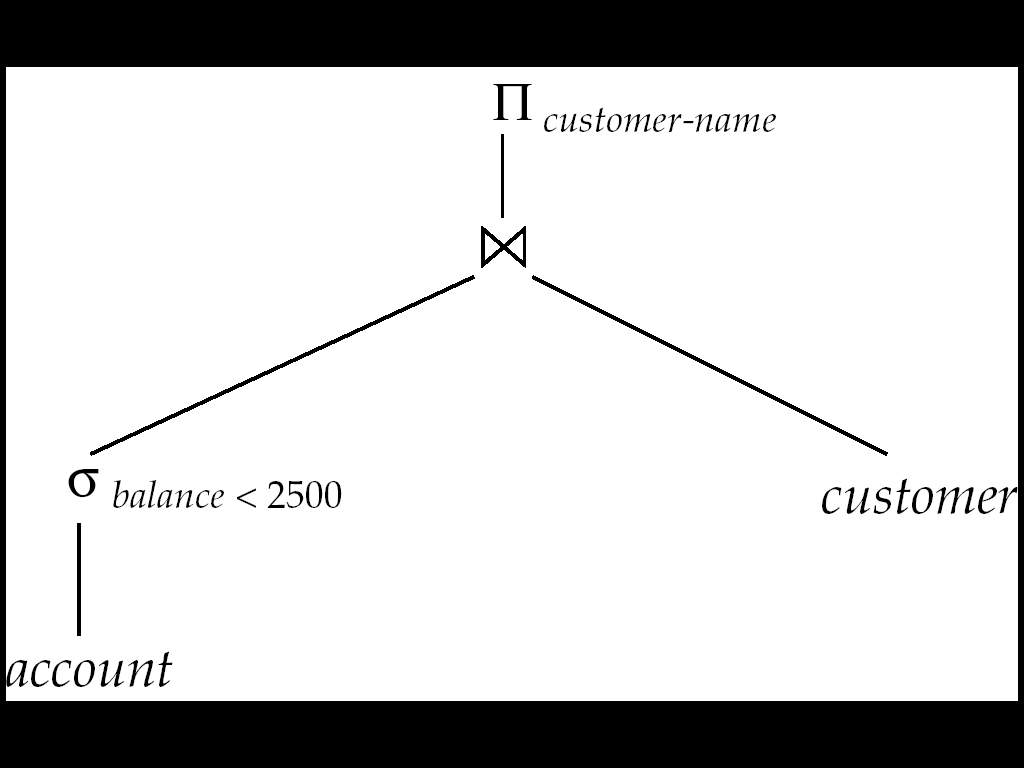 Π customer-name
⋈
σ balance < 2500
customer
account